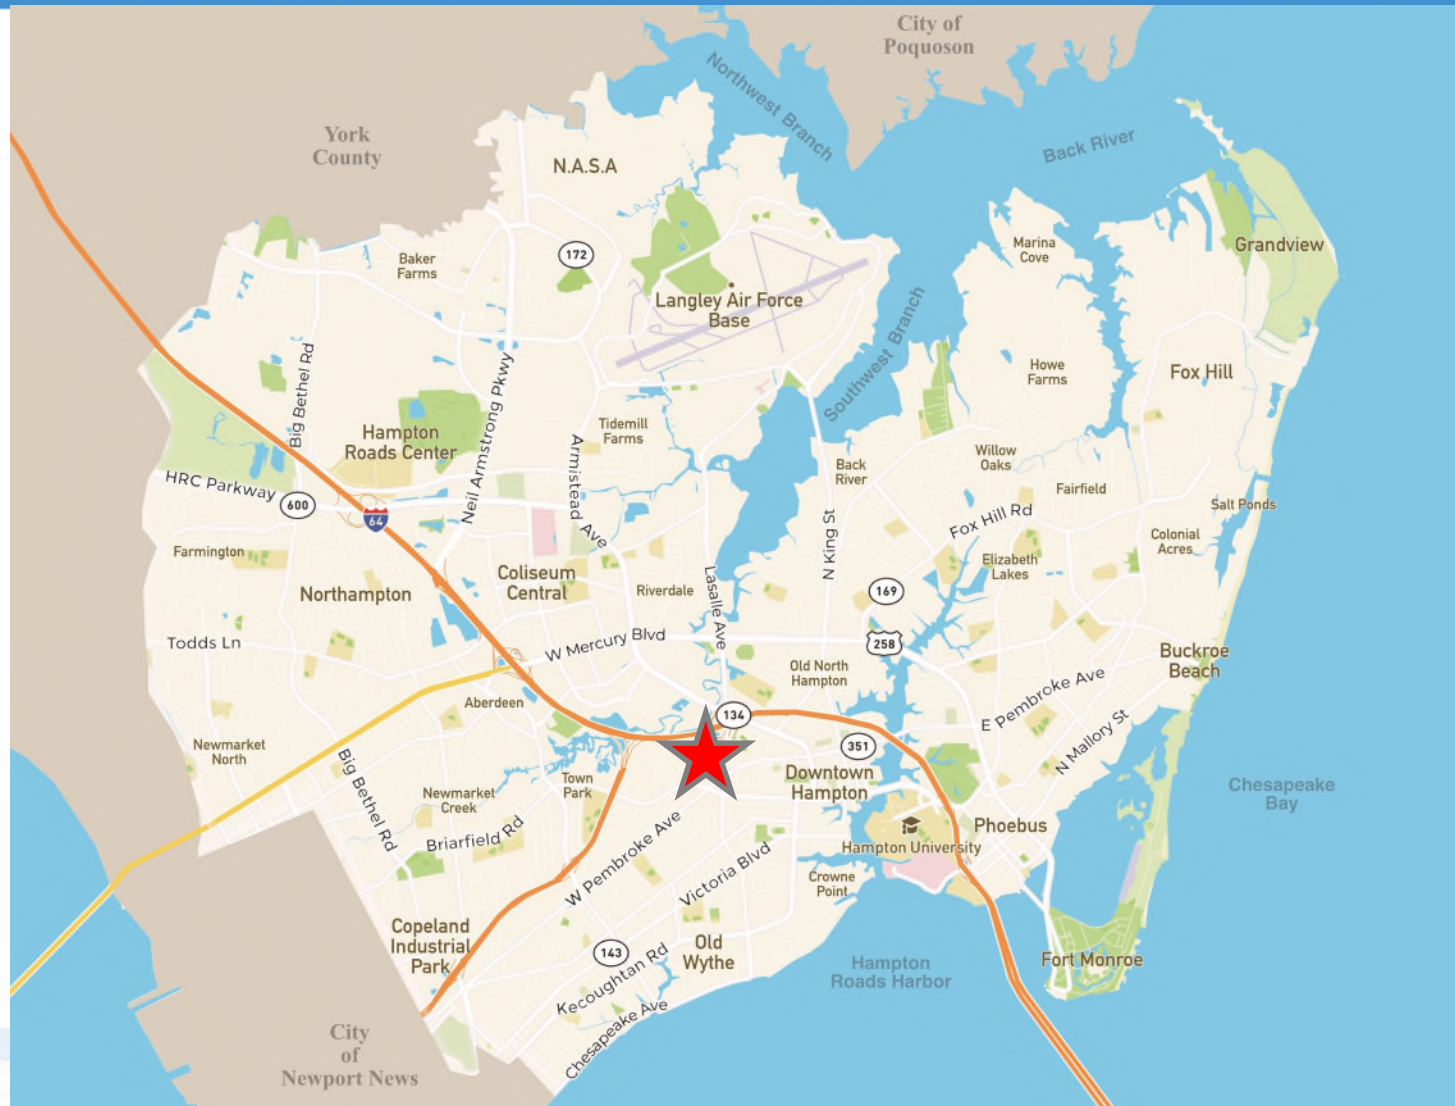 City of
Poquoson
Northwest Branch
York
County
Back River
N.A.S.A
172
Baker
Farms
Marina
Cove
Grandview
Langley Air Force
Base
Southwest Branch
Big Bethel Rd
Neil Armstrong Pkwy
Howe
Farms
Fox Hill
Hampton
Roads Center
Tidemill
Farms
Armistead Ave
Back
River
Willow
Oaks
Fairfield
HRC Parkway
600
64
Salt Ponds
Fox Hill Rd
N King St
Colonial
Acres
Farmington
Elizabeth
Lakes
Coliseum
Central
Northampton
Riverdale
Lasalle Ave
169
Todds Ln
W Mercury Blvd
258
Buckroe
Beach
Old North
Hampton
Aberdeen
E Pembroke Ave
134
N Mallory St
351
Newmarket
North
Big Bethel Rd
Town
Park
Downtown
Hampton
Newmarket
Creek
Chesapeake
Bay
Briarfield Rd
W Pembroke Ave
Phoebus
Hampton University
Victoria Blvd
Crowne
Point
Copeland
Industrial
Park
143
Old
Wythe
Kecoughtan Rd
Hampton
Roads Harbor
Fort Monroe
Chesapeake Ave
City
of
Newport News